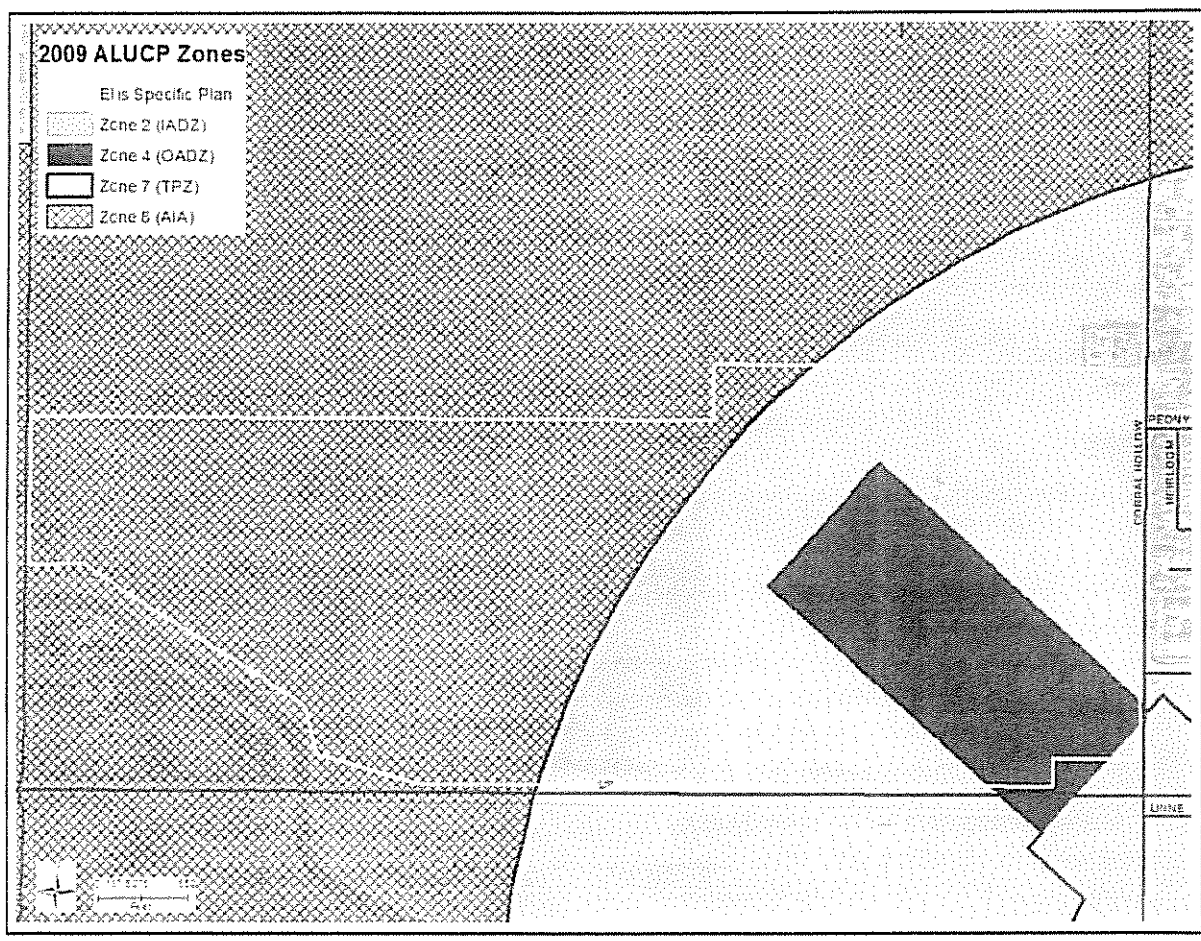 2009 ALUCP Zones
Ellis Specific Plan
Zone 2 (IADZ)
Zone 4 (OADZ)
Zone 7 (TPZ)
Zone 8 (AIA)
CORRAL HOLLOW
PEONY
HEIRLOOM
LINNE